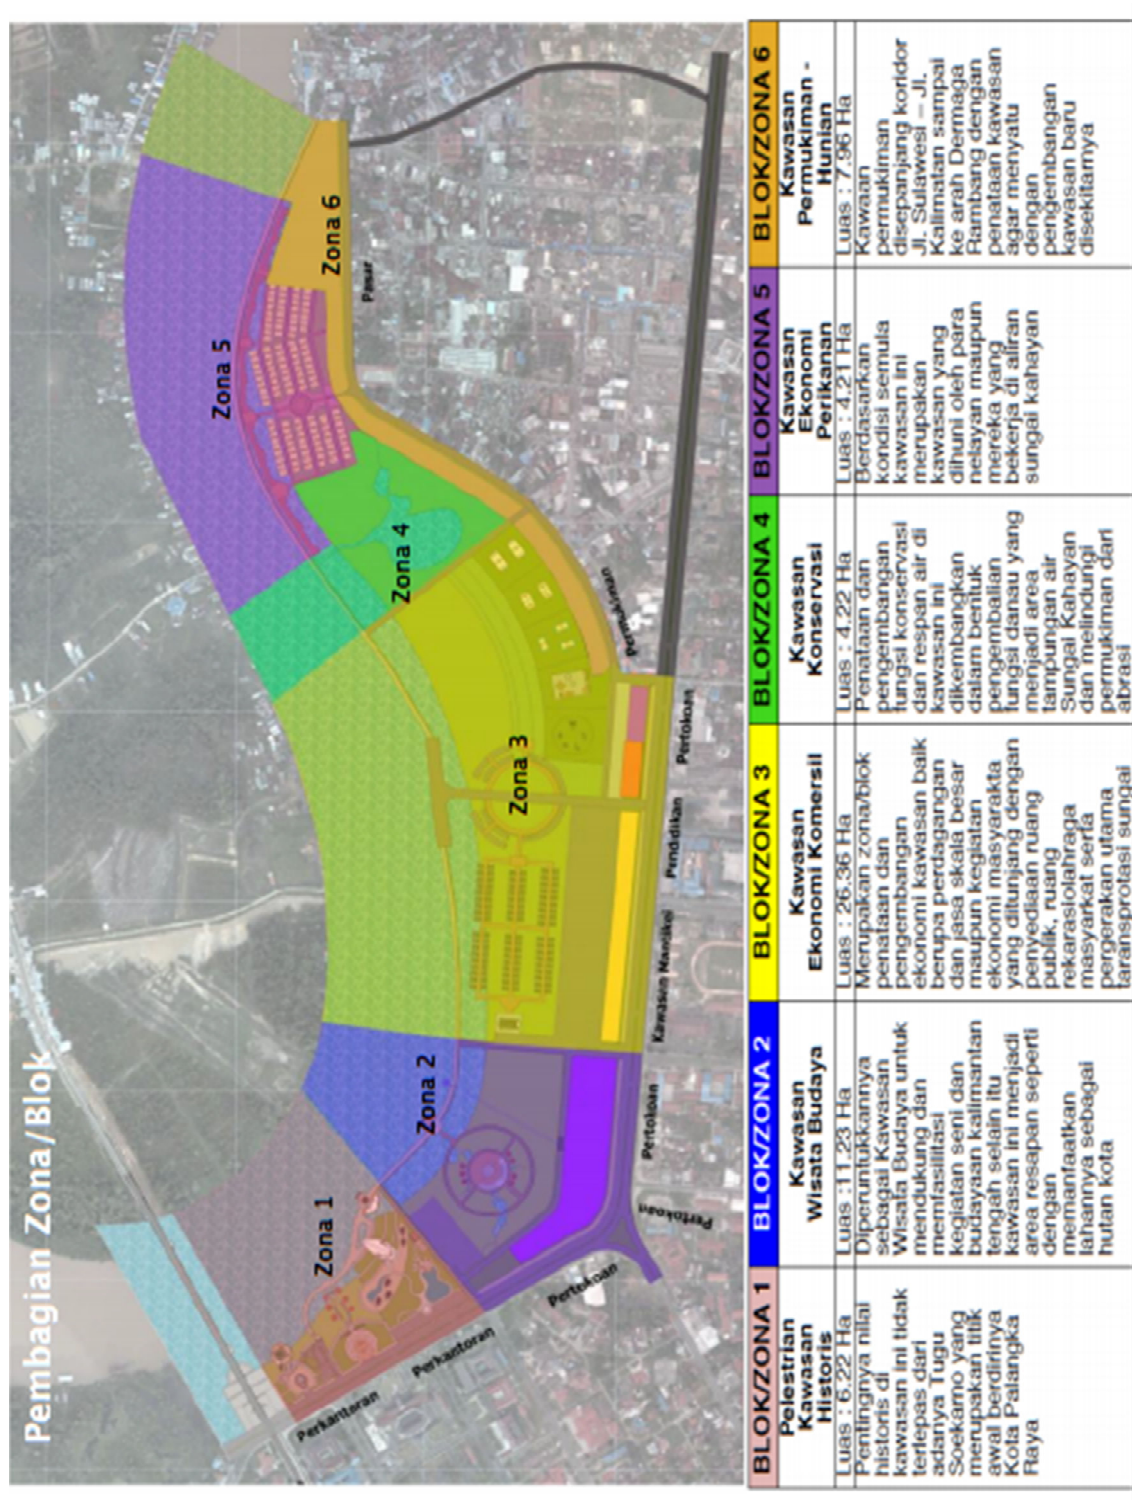 Pembagian Zona/Blok
Zona 1
Zona 2
Zona 3
Zona 4
Zona 5
Zona 6
Perkantoran
Perkantoran
Pertokoan
Pertokoan
Pertokoan
Kawasan Mantikei
Pendidikan
Pertokoan
Permukiman
Pasar
BLOK/ZONA 1
Pelestrian
Kawasan
Historis
Luas : 6.22 Ha
Pentingnya nilai
historis di
kawasan ini tidak
terlepas dari
adanya Tugu
Soekarno yang
merupakan titik
awal berdirinya
Kota Palangka
Raya
BLOK/ZONA 2
Kawasan
Wisata Budaya
Luas :11.23 Ha
Diperuntukkannya
sebagai Kawasan
Wisata Budaya untuk
mendukung dan
memfasilitasi
kegiatan seni dan
budayaan kalimantan
tengah selain itu
kawasan ini menjadi
area resapan seperti
dengan
memanfaatkan
lahannya sebagai
hutan kota
BLOK/ZONA 3
Kawasan
Ekonomi Komersil
Luas : 26.36 Ha
Merupakan zona/blok
penataan dan
pengembangan
ekonomi kawasan baik
berupa perdagangan
dan jasa skala besar
maupun kegiatan
ekonomi masyarakta
yang ditunjang dengan
penyediaan ruang
publik, ruang
rekarasiolahraga
masyarkat serta
pergerakan utama
taransprotasi sungai
BLOK/ZONA 4
Kawasan
Konservasi
Luas : 4.22 Ha
Penataan dan
pengembangan
fungsi konservasi
dan respan air di
kawasan ini
dikembangkan
dalam bentuk
pengembalian
fungsi danau yang
menjadi area
tampungan air
Sungai Kahayan
dan melindungi
permukiman dari
abrasi
BLOK/ZONA 5
Kawasan
Ekonomi
Perikanan
Luas : 4.21 Ha
Berdasarkan
kondisi semula
kawasan ini
merupakan
kawasan yang
dihuni oleh para
nelayan maupun
mereka yang
bekerja di aliran
sungai kahayan
BLOK/ZONA 6
Kawasan
Permukiman -
Hunian
Luas : 7.96 Ha
Kawasan
permukiman
disepanjang koridor
Jl. Sulawesi – Jl.
Kalimatan sampai
ke arah Dermaga
Rambang dengan
penataan kawasan
agar menyatu
dengan
pengembangan
kawasan baru
disekitarnya